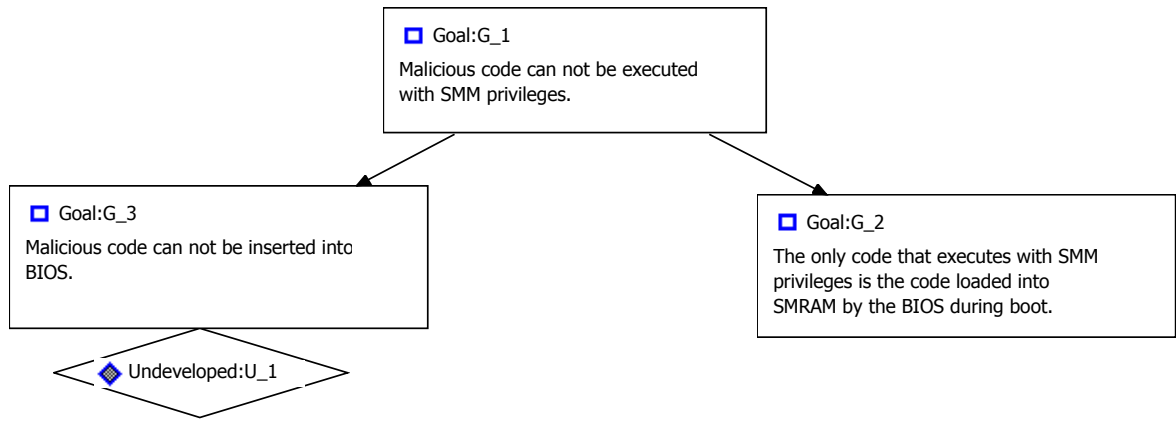 Goal:G_1
Malicious code can not be executed
with SMM privileges.
Goal:G_3
Malicious code can not be inserted into
BIOS.
Goal:G_2
The only code that executes with SMM
privileges is the code loaded into
SMRAM by the BIOS during boot.
Undeveloped:U_1